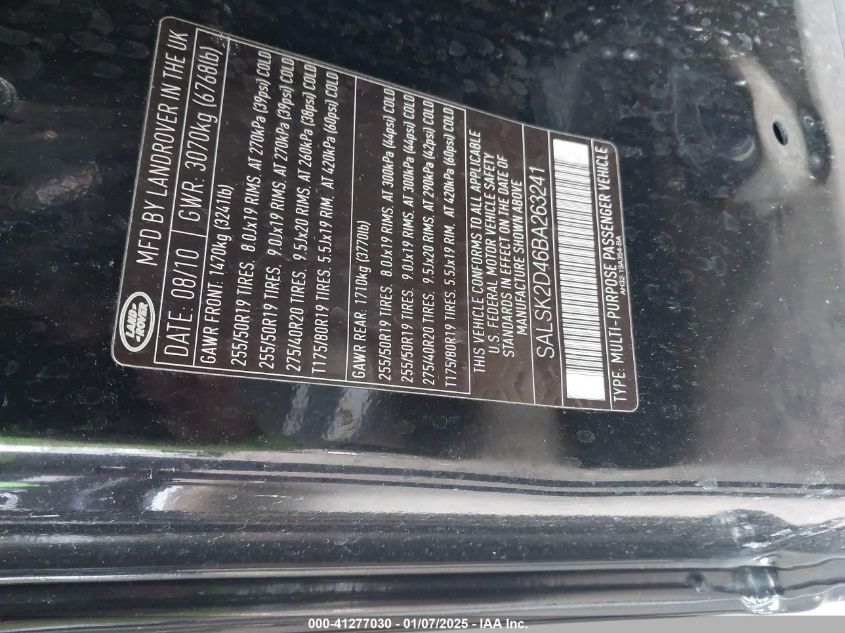 LAND-
ROVER
MFD BY LANDROVER IN THE UK
DATE: 08/10 GWR: 3070kg (6768lb)
GAWR FRONT: 1470kg (3241lb)
255/50R19 TIRES, 8.0Jx19 RIMS, AT 270kPa (39psi) COLD
255/50R19 TIRES, 9.0Jx19 RIMS, AT 270kPa (39psi) COLD
275/40R20 TIRES, 9.5Jx20 RIMS, AT 260kPa (38psi) COLD
T175/80R19 TIRES, 5.5Jx19 RIM, AT 420kPa (60psi) COLD
GAWR REAR: 1710kg (3770lb)
255/50R19 TIRES, 8.0Jx19 RIMS, AT 300kPa (44psi) COLD
255/50R19 TIRES, 9.0Jx19 RIMS, AT 300kPa (44psi) COLD
275/40R20 TIRES, 9.5Jx20 RIMS, AT 290kPa (42psi) COLD
T175/80R19 TIRES, 5.5Jx19 RIM, AT 420kPa (60psi) COLD
THIS VEHICLE CONFORMS TO ALL APPLICABLE
U.S. FEDERAL MOTOR VEHICLE SAFETY
STANDARDS IN EFFECT ON THE DATE OF
MANUFACTURE SHOWN ABOVE
SALSK2D46BA263241
TYPE: MULTI-PURPOSE PASSENGER VEHICLE
000-41277030 - 01/07/2025 - IAA Inc.